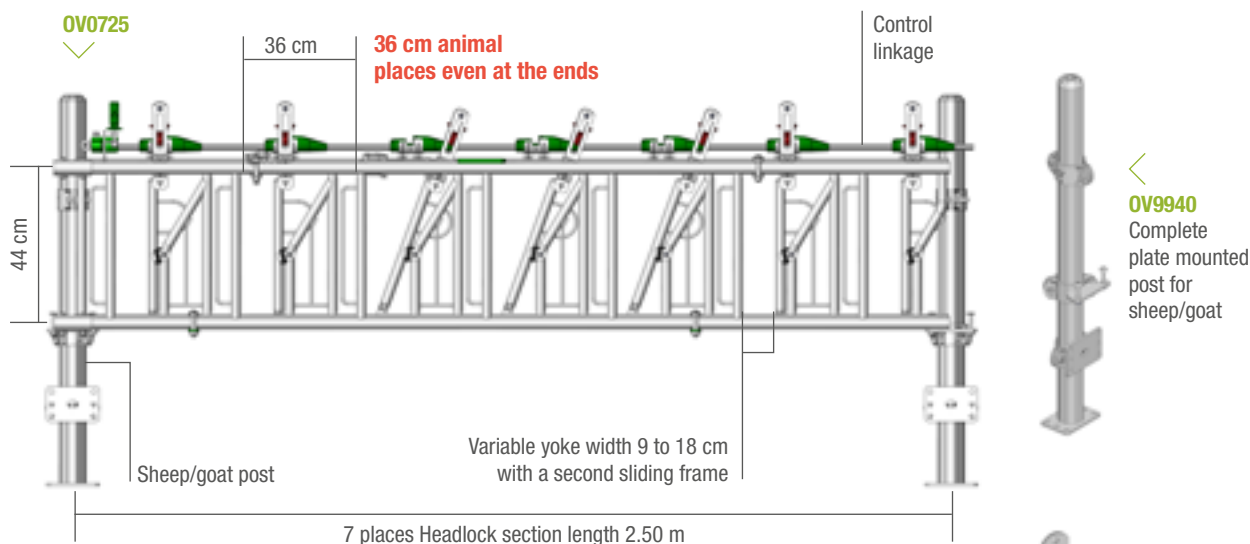 OV0725
36 cm
36 cm animal
places even at the ends
Control
linkage
44 cm
OV9940
Complete
plate mounted
post for
sheep/goat
Variable yoke width 9 to 18 cm
with a second sliding frame
Sheep/goat post
7 places Headlock section length 2.50 m